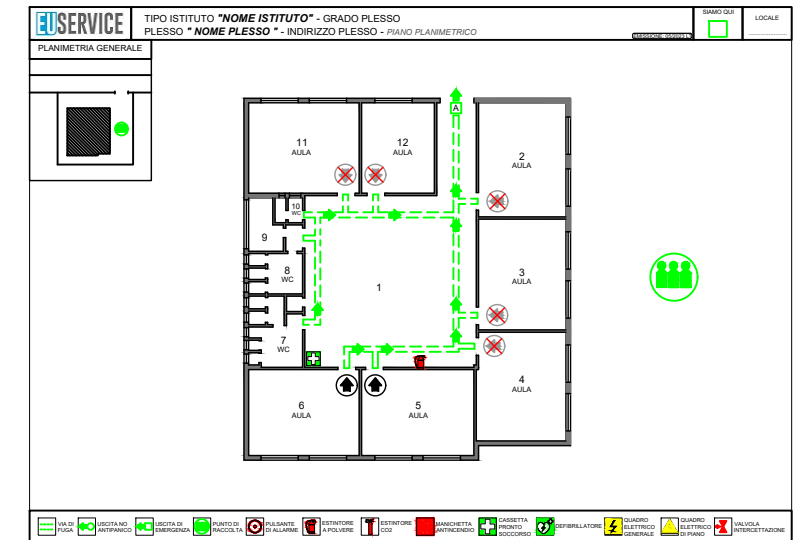 EUSERVICE
TIPO ISTITUTO "NOME ISTITUTO" - GRADO PLESSO
PLESSO " NOME PLESSO " - INDIRIZZO PLESSO - PIANO PLANIMETRICO
SIAMO QUI
LOCALE
PLANIMETRIA GENERALE
A
11
AULA
12
AULA
2
AULA
10
WC
9
8
WC
3
AULA
1
7
WC
4
AULA
6
AULA
5
AULA
VIA DI
FUGA
USCITA NO
ANTIPANICO
USCITA DI
EMERGENZA
PUNTO DI
RACCOLTA
PULSANTE
DI ALLARME
ESTINTORE
A POLVERE
ESTINTORE
CO2
MANICHETTA
ANTINCENDIO
CASSETTA
PRONTO
SOCCORSO
DEFIBRILLATORE
QUADRO
ELETTRICO
GENERALE
QUADRO
ELETTRICO
DI PIANO
VALVOLA
INTERCETTAZIONE